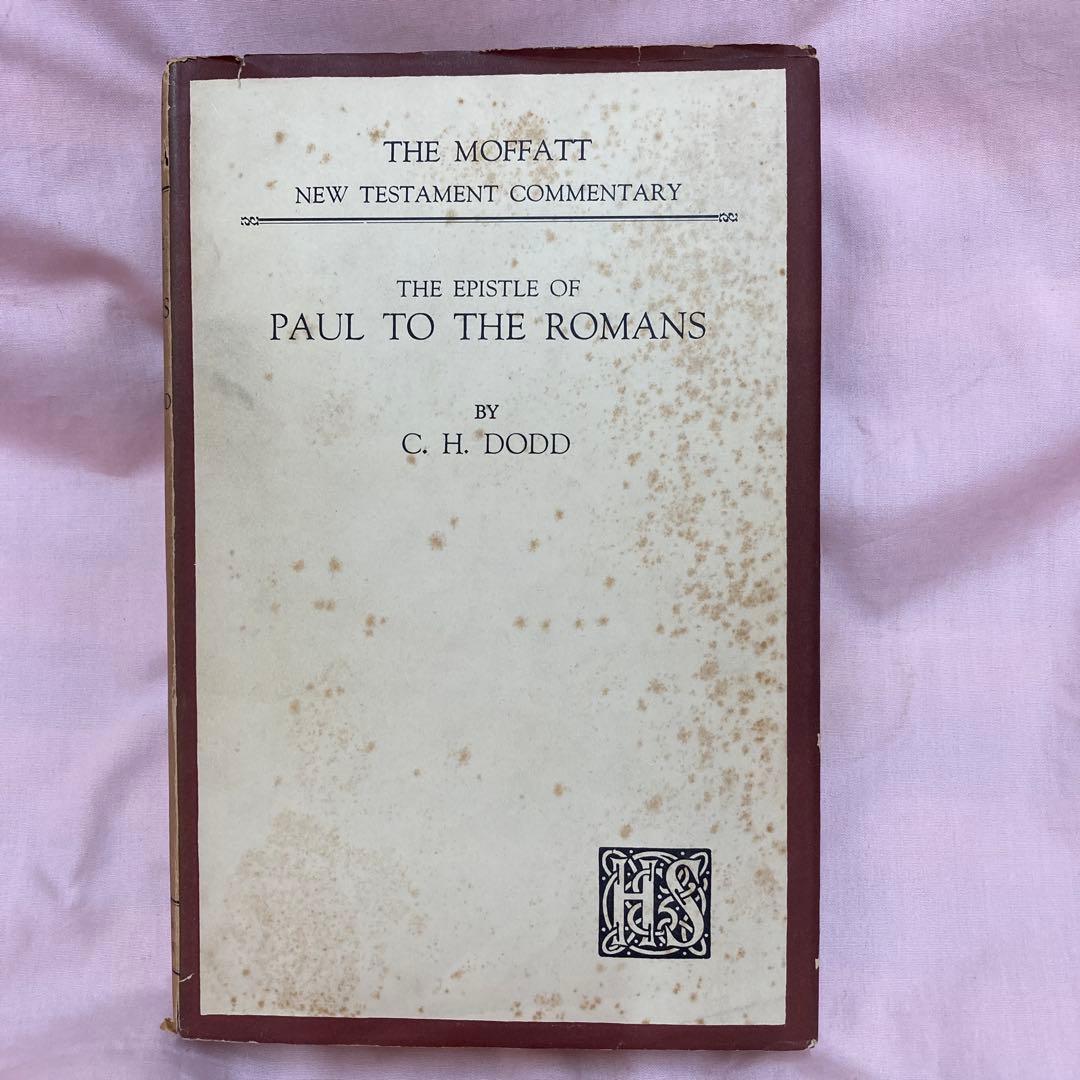 THE MOFFATT
NEW TESTAMENT COMMENTARY
THE EPISTLE OF
PAUL TO THE ROMANS
BY
C. H. DODD
H&S